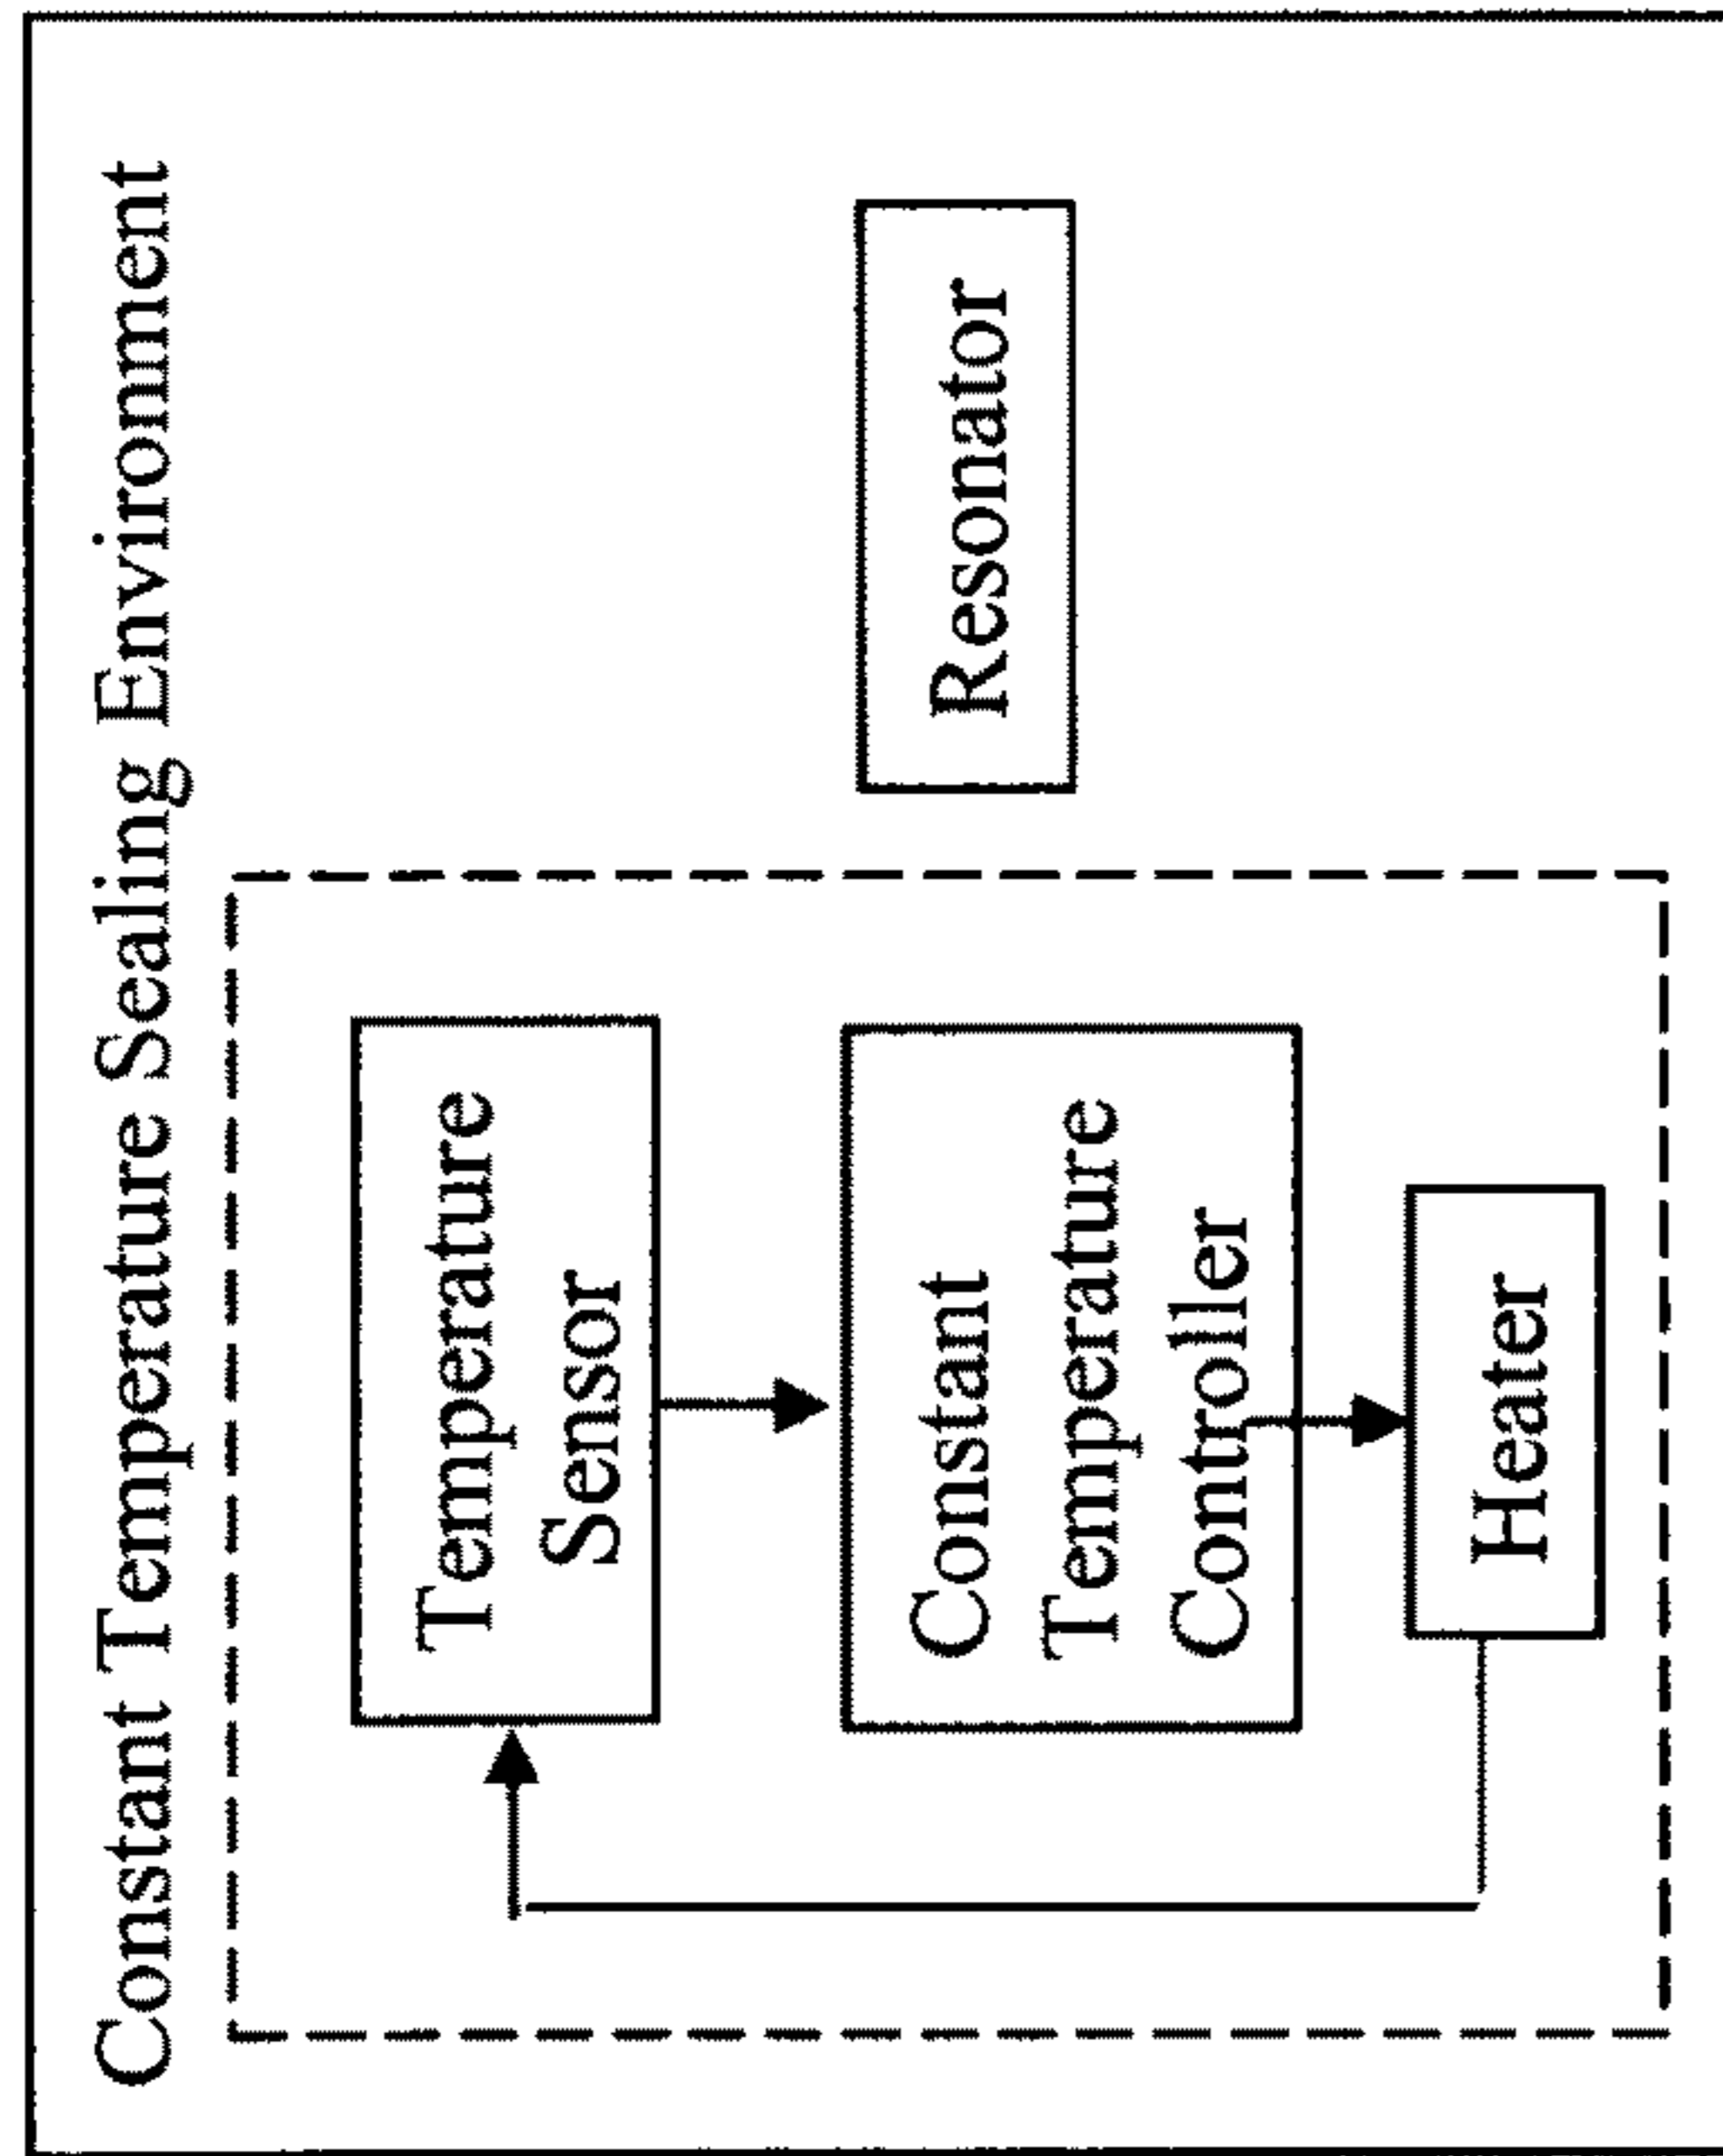 Constant Temperature Sealing Environment
Temperature
Sensor
Constant
Temperature
Controller
Heater
Resonator